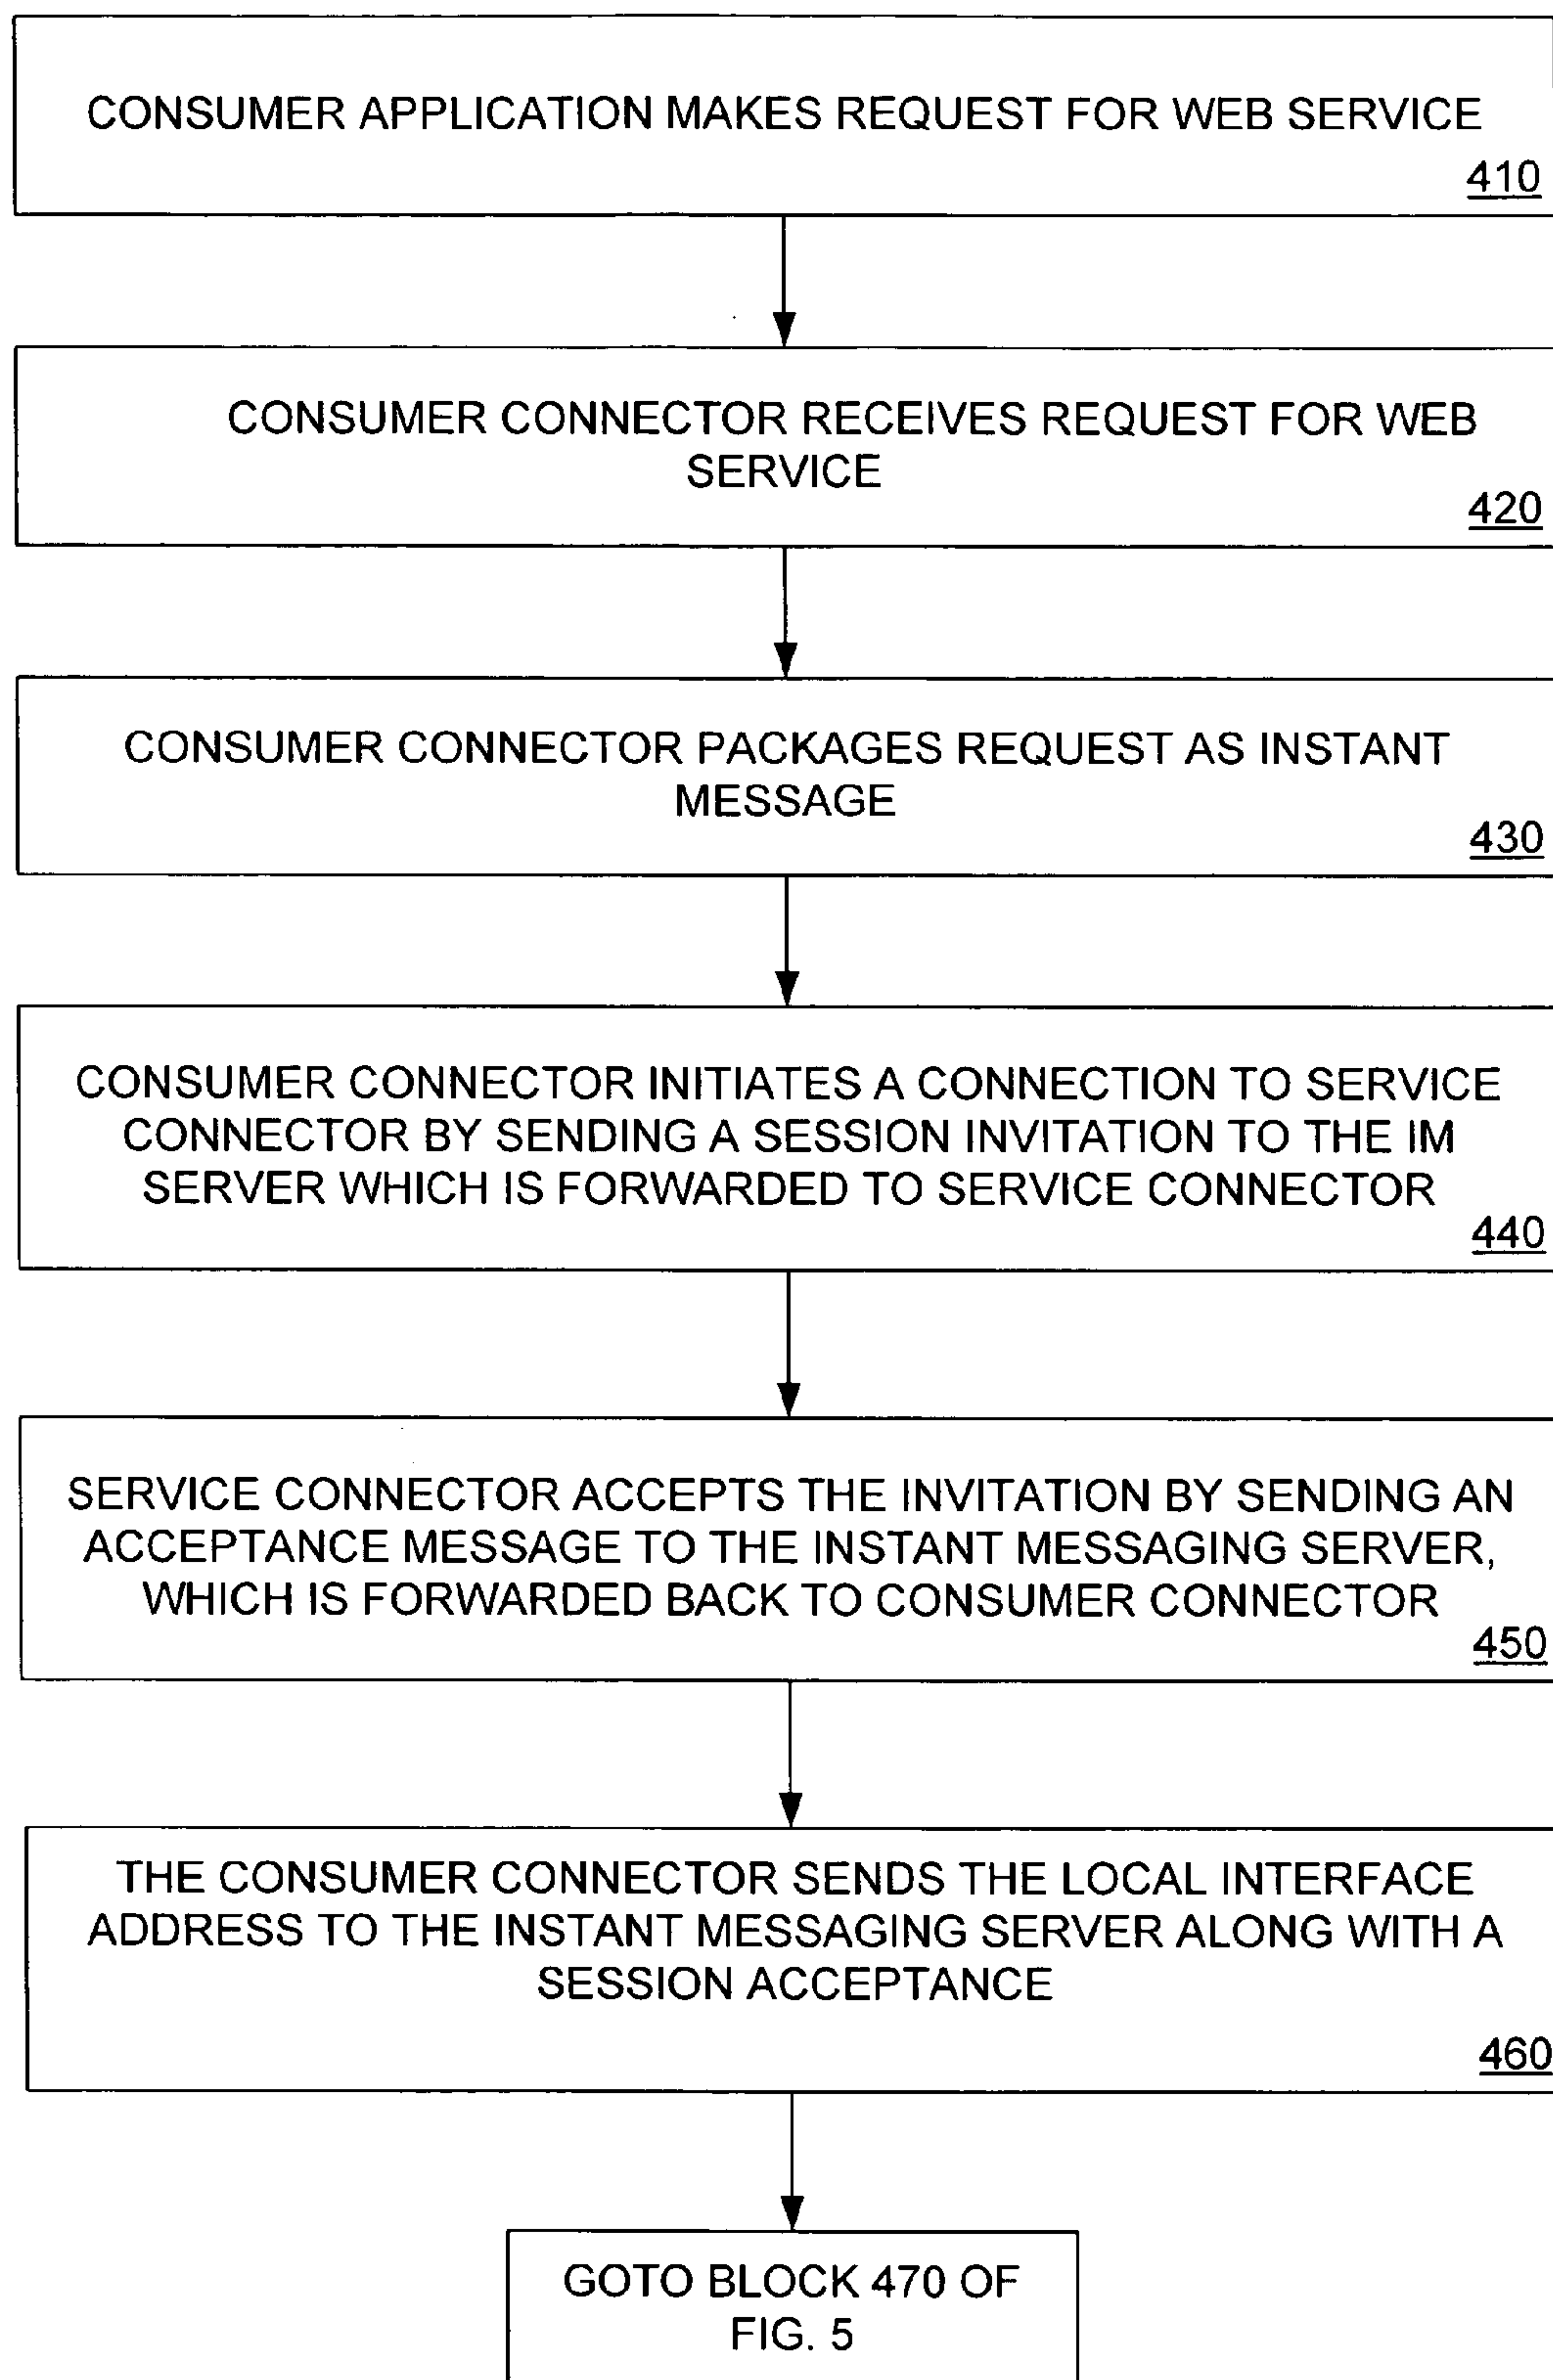 CONSUMER APPLICATION MAKES REQUEST FOR WEB SERVICE
410
CONSUMER CONNECTOR RECEIVES REQUEST FOR WEB
SERVICE
420
CONSUMER CONNECTOR PACKAGES REQUEST AS INSTANT
MESSAGE
430
CONSUMER CONNECTOR INITIATES A CONNECTION TO SERVICE
CONNECTOR BY SENDING A SESSION INVITATION TO THE IM
SERVER WHICH IS FORWARDED TO SERVICE CONNECTOR
440
SERVICE CONNECTOR ACCEPTS THE INVITATION BY SENDING AN
ACCEPTANCE MESSAGE TO THE INSTANT MESSAGING SERVER,
WHICH IS FORWARDED BACK TO CONSUMER CONNECTOR
450
THE CONSUMER CONNECTOR SENDS THE LOCAL INTERFACE
ADDRESS TO THE INSTANT MESSAGING SERVER ALONG WITH A
SESSION ACCEPTANCE
460
GOTO BLOCK 470 OF
FIG. 5